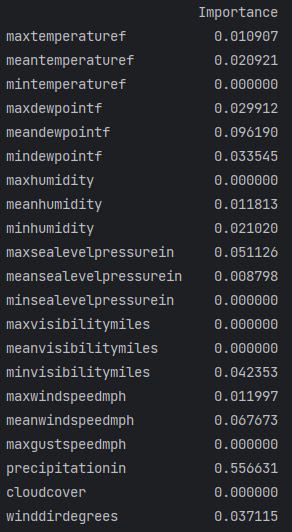 Importance
maxtemperaturef 0.010907
meantemperaturef 0.020921
mintemperaturef 0.000000
maxdewpointf 0.029912
meandewpointf 0.096190
mindewpointf 0.033545
maxhumidity 0.000000
meanhumidity 0.011813
minhumidity 0.021020
maxsealevelpressurein 0.051126
meansealevelpressurein 0.008798
minsealevelpressurein 0.000000
maxvisibilitymiles 0.000000
meanvisibilitymiles 0.000000
minvisibilitymiles 0.042353
maxwindspeedmph 0.011997
meanwindspeedmph 0.067673
maxgustspeedmph 0.000000
precipitationin 0.556631
cloudcover 0.000000
winddirdegrees 0.037115